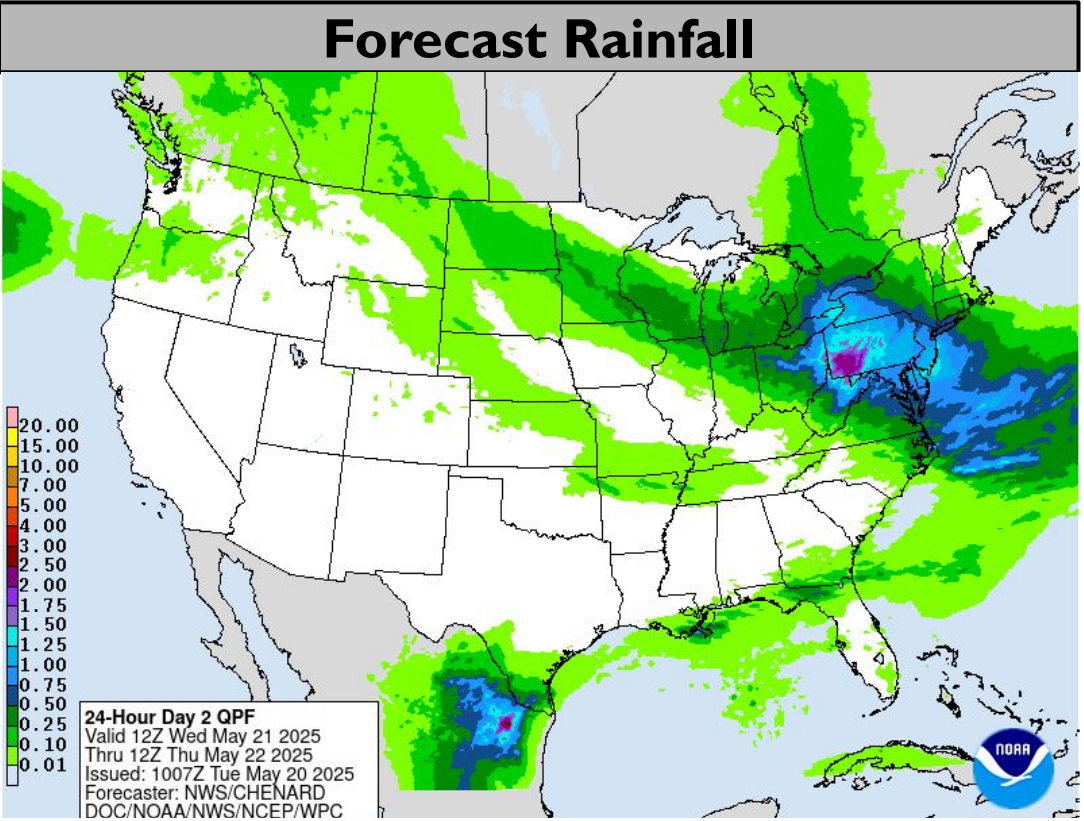 Forecast Rainfall
20.00
15.00
10.00
7.00
5.00
4.00
3.00
2.50
2.00
1.75
1.50
1.25
1.00
0.75
0.50
0.25
0.10
0.01
24-Hour Day 2 QPF
Valid 12Z Wed May 21 2025
Thru 12Z Thu May 22 2025
Issued: 1007Z Tue May 20 2025
Forecaster: NWS/CHENARD
DOC/NOAA/NWS/NCEP/WPC
NOAA